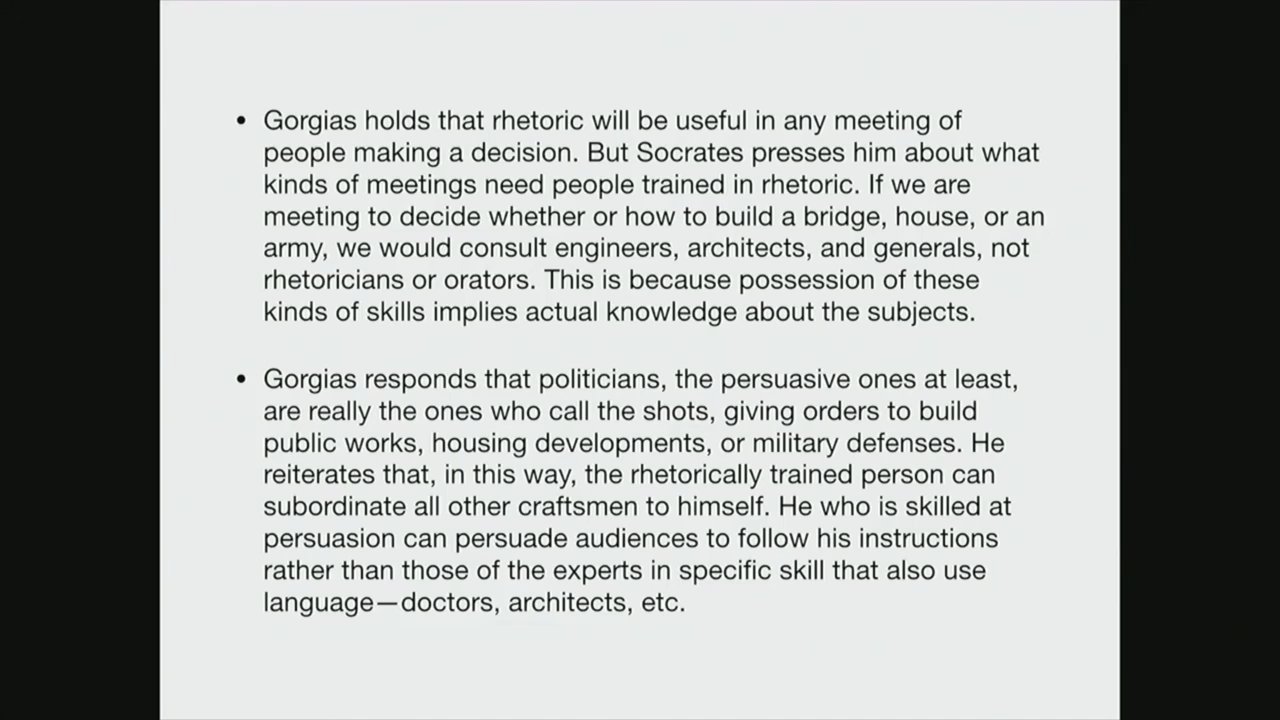 • Gorgias holds that rhetoric will be useful in any meeting of
people making a decision. But Socrates presses him about what
kinds of meetings need people trained in rhetoric. If we are
meeting to decide whether or how to build a bridge, house, or an
army, we would consult engineers, architects, and generals, not
rhetoricians or orators. This is because possession of these
kinds of skills implies actual knowledge about the subjects.
• Gorgias responds that politicians, the persuasive ones at least,
are really the ones who call the shots, giving orders to build
public works, housing developments, or military defenses. He
reiterates that, in this way, the rhetorically trained person can
subordinate all other craftsmen to himself. He who is skilled at
persuasion can persuade audiences to follow his instructions
rather than those of the experts in specific skill that also use
language—doctors, architects, etc.